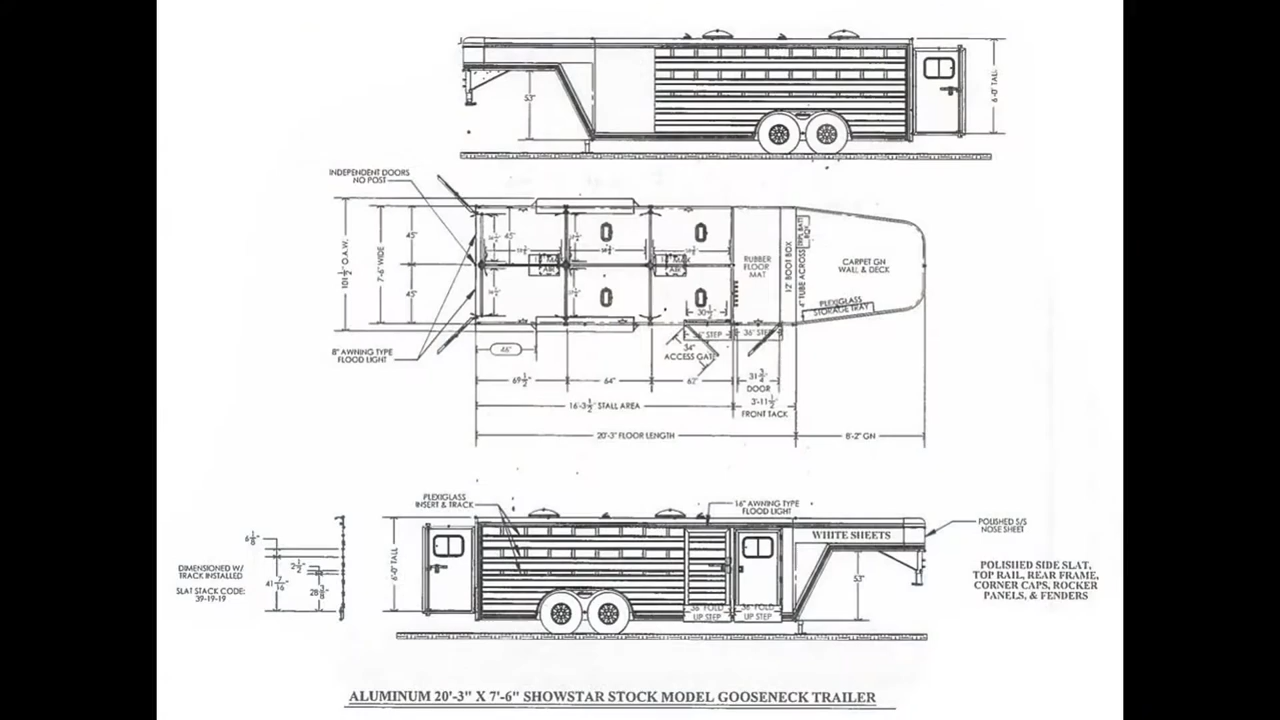 53"
6'-0" TALL
INDEPENDENT DOORS
NO POST
101 1/2" O.A.W.
7'-6" WIDE
45"
45"
45"
RUBBER
FLOOR
MAT
12" BOOT BOX
4" TUBE ACROSS
CARPET GN
WALL & DECK
PLEXIGLASS
STORAGE TRAY
30 1/2"
36" STEP
8" AWNING TYPE
FLOOD LIGHT
46"
34"
ACCESS GATE
69 1/2"
64"
62"
31 3/4"
DOOR
16'-3 1/2" STALL AREA
3'-11 1/2"
FRONT TACK
20'-3" FLOOR LENGTH
8'-2" GN
PLEXIGLASS
INSERT & TRACK
16" AWNING TYPE
FLOOD LIGHT
POLISHED S/S
NOSE SHEET
WHITE SHEETS
6 1/8"
2 1/2"
DIMENSIONED W/
TRACK INSTALLED
41 7/16"
SLAT STACK CODE:
39-19-19
6'-0" TALL
53"
36" FOLD
UP STEP
36" FOLD
UP STEP
POLISHED SIDE SLAT,
TOP RAIL, REAR FRAME,
CORNER CAPS, ROCKER
PANELS, & FENDERS
ALUMINUM 20'-3" X 7'-6" SHOWSTAR STOCK MODEL GOOSENECK TRAILER